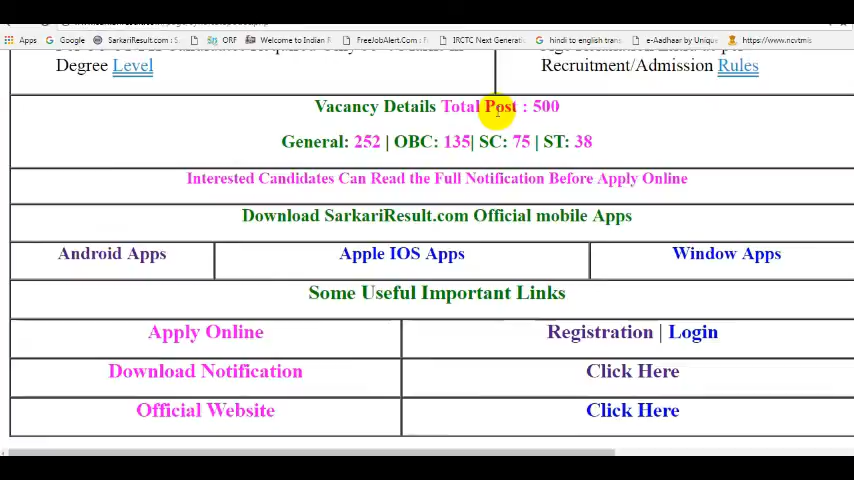 Apps Google SarkariResult.com : S ORF Welcome to Indian R FreeJobAlert.Com : IRCTC Next Generati hindi to english trans e-Aadhaar by Unique https://www.ncvtmis
Degree Level
Recruitment/Admission Rules
Vacancy Details Total Post : 500
General: 252 | OBC: 135| SC: 75 | ST: 38
Interested Candidates Can Read the Full Notification Before Apply Online
Download SarkariResult.com Official mobile Apps
Android Apps Apple IOS Apps Window Apps
Some Useful Important Links
Apply Online Registration | Login
Download Notification Click Here
Official Website Click Here